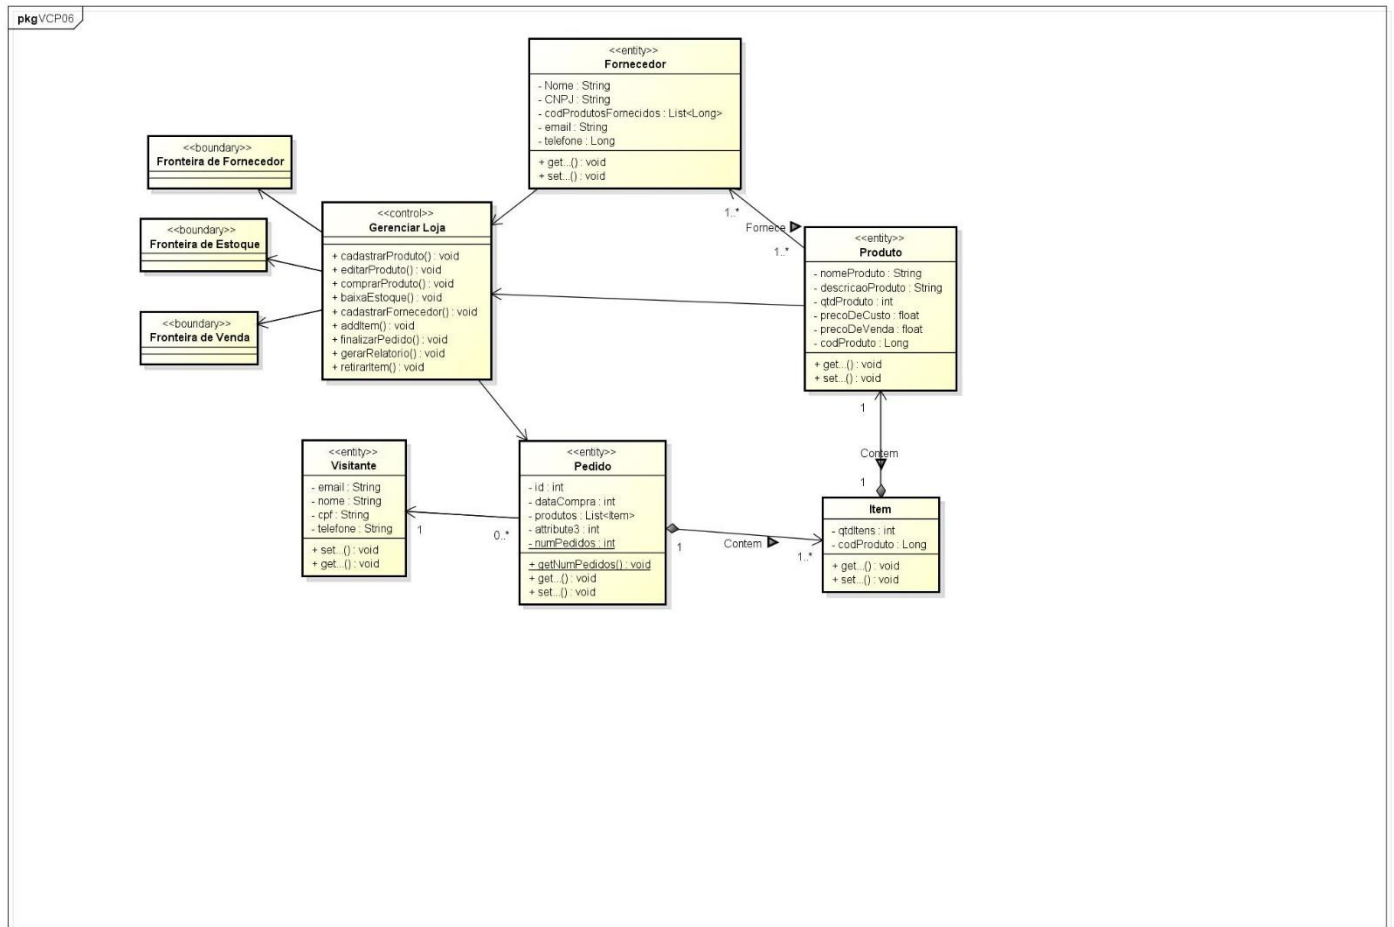 pkg VCP06
<<entity>>
Fornecedor
- Nome : String
- CNPJ : String
- codProdutosFornecidos : List<Long>
- email : String
- telefone : Long
+ get...() : void
+ set...() : void
<<boundary>>
Fronteira de Fornecedor
<<boundary>>
Fronteira de Estoque
<<boundary>>
Fronteira de Venda
<<control>>
Gerenciar Loja
+ cadastrarProduto() : void
+ editarProduto() : void
+ comprarProduto() : void
+ baixaEstoque() : void
+ cadastrarFornecedor() : void
+ addItem() : void
+ finalizarPedido() : void
+ gerarRelatorio() : void
+ retirarItem() : void
1..*
Fornece
1..*
<<entity>>
Produto
- nomeProduto : String
- descricaoProduto : String
- qtdProduto : int
- precoDeCusto : float
- precoDeVenda : float
- codProduto : Long
+ get...() : void
+ set...() : void
1
Contem
1
<<entity>>
Visitante
- email : String
- nome : String
- cpf : String
- telefone : String
+ set...() : void
+ get...() : void
1
0..*
<<entity>>
Pedido
- id : int
- dataCompra : int
- produtos : List<Item>
- attribute3 : int
- numPedidos : int
+ getNumPedidos() : void
+ get...() : void
+ set...() : void
1
Contem
1..*
Item
- qtdItens : int
- codProduto : Long
+ get...() : void
+ set...() : void